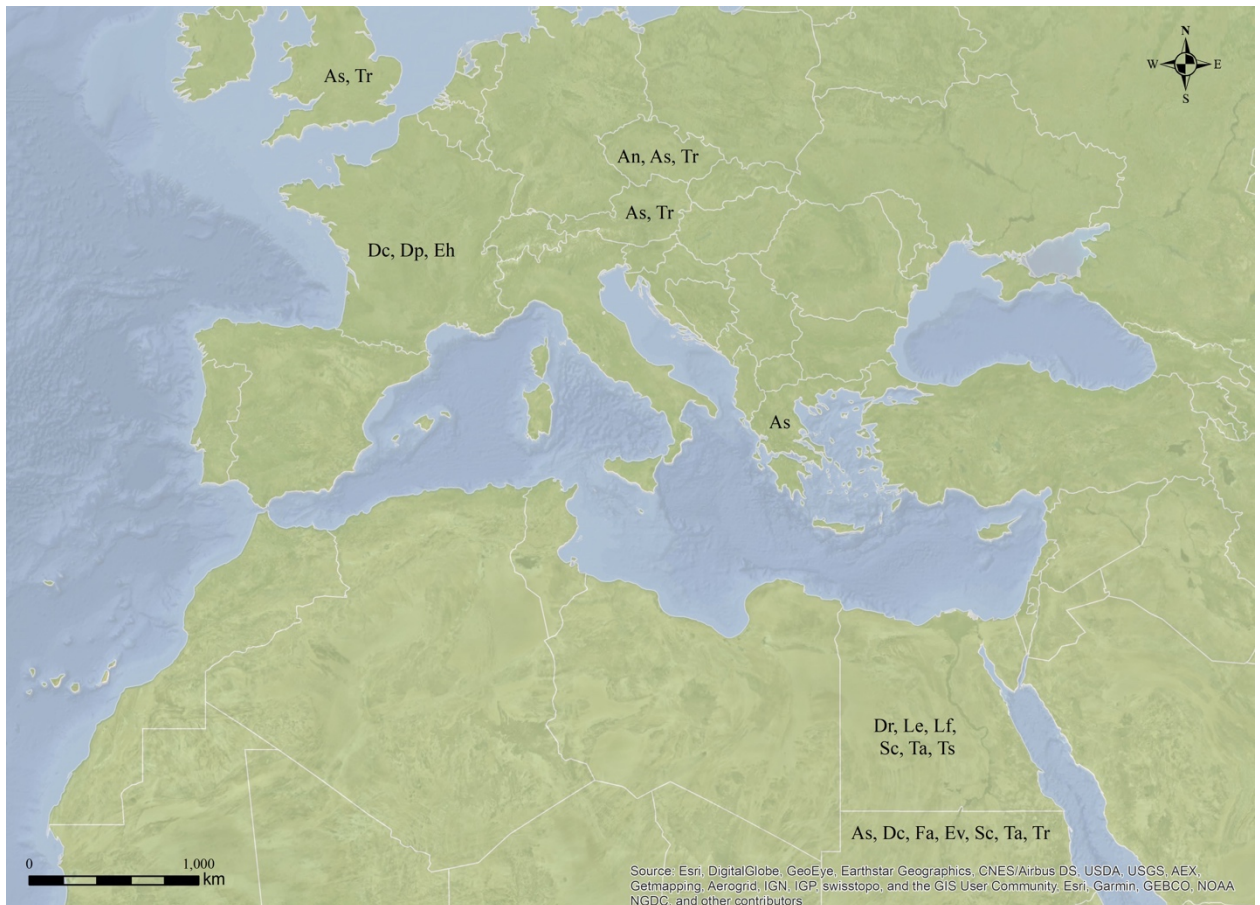 N
W E
S
As, Tr
An, As, Tr
As, Tr
Dc, Dp, Eh
As
Dr, Le, Lf,
Sc, Ta, Ts
As, Dc, Fa, Ev, Sc, Ta, Tr
0 1,000
km
Source: Esri, DigitalGlobe, GeoEye, Earthstar Geographics, CNES/Airbus DS, USDA, USGS, AEX,
Getmapping, Aerogrid, IGN, IGP, swisstopo, and the GIS User Community, Esri, Garmin, GEBCO, NOAA
NGDC, and other contributors